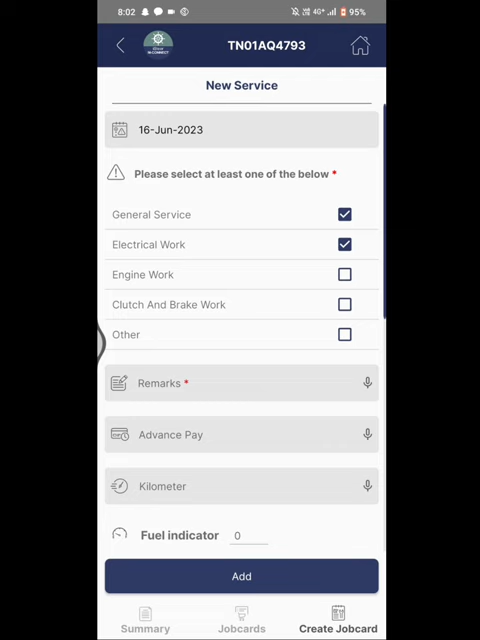 8:02
4G+
95%
TN01AQ4793
New Service
16-Jun-2023
Please select at least one of the below *
General Service
Electrical Work
Engine Work
Clutch And Brake Work
Other
Remarks *
Advance Pay
Kilometer
Fuel indicator 0
Add
Summary Jobcards Create Jobcard